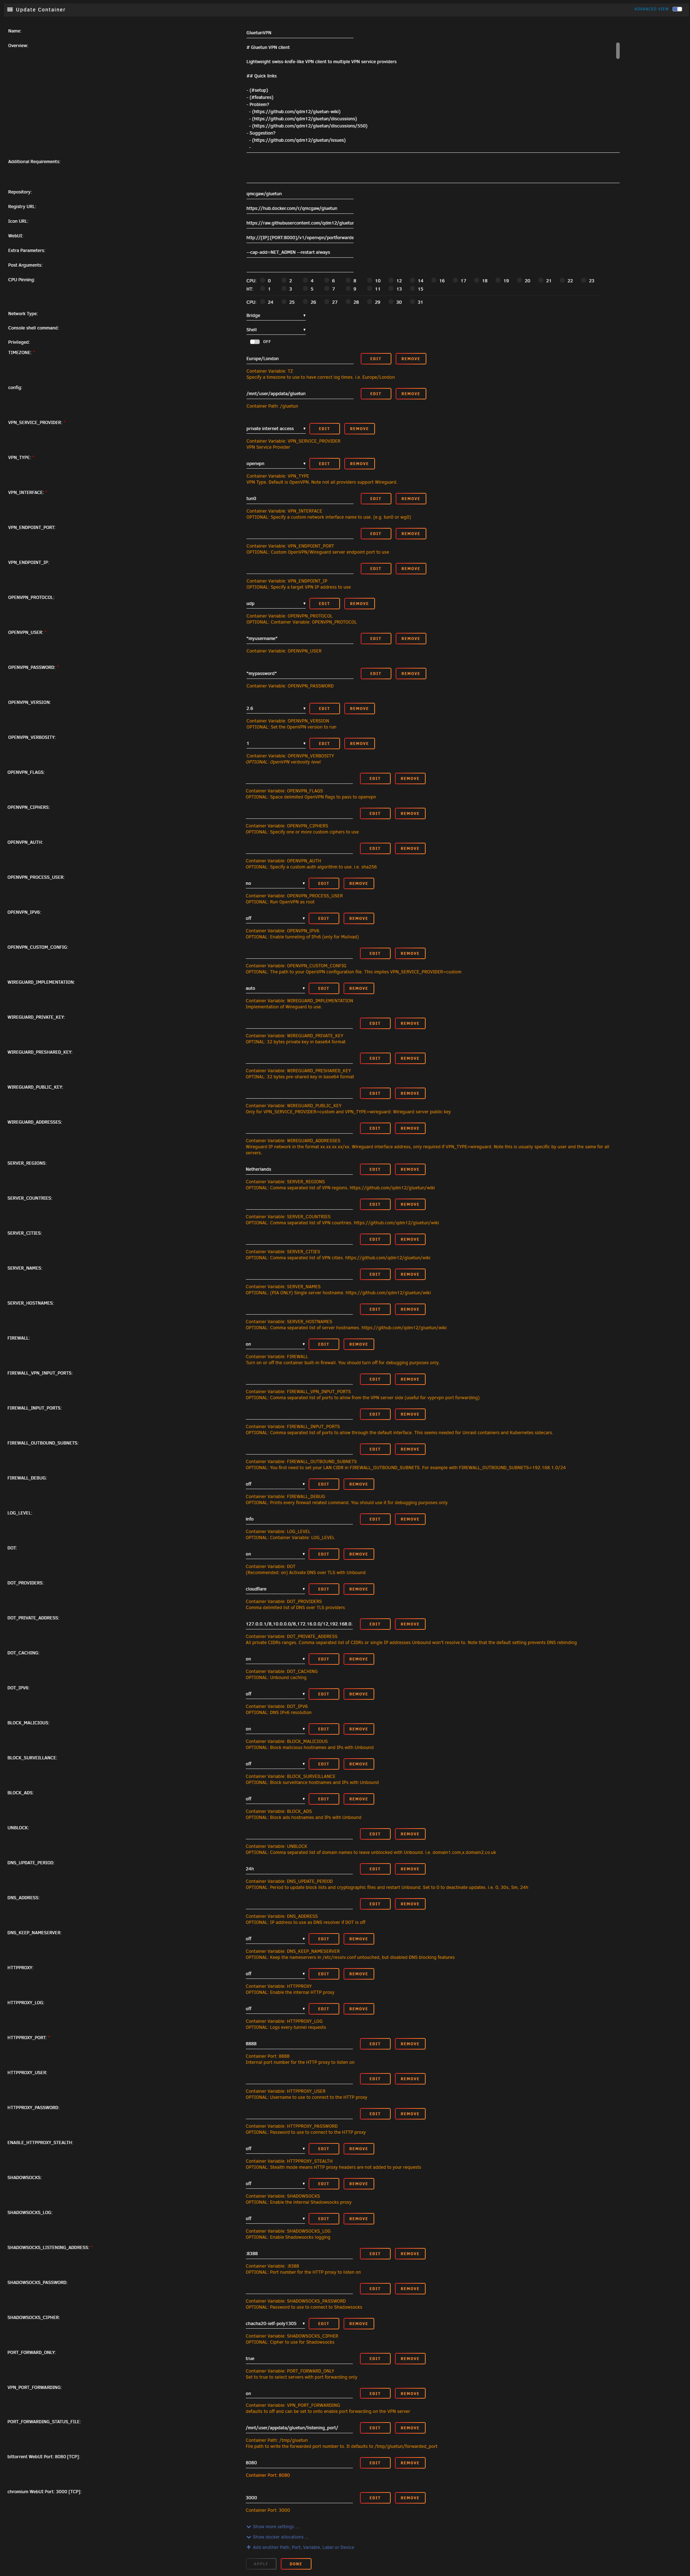 Update Container
ADVANCED VIEW
Name:
GluetunVPN
Overview:
# Gluetun VPN client
Lightweight swiss-knife-like VPN client to multiple VPN service providers
## Quick links
- (#setup)
- (#features)
- Problem?
- (https://github.com/qdm12/gluetun-wiki)
- (https://github.com/qdm12/gluetun/discussions)
- (https://github.com/qdm12/gluetun/discussions/550)
- Suggestion?
- (https://github.com/qdm12/gluetun/issues)
-
Additional Requirements:
Repository:
qmcgaw/gluetun
Registry URL:
https://hub.docker.com/r/qmcgaw/gluetun
Icon URL:
https://raw.githubusercontent.com/qdm12/gluetun
WebUI:
http://[IP]:[PORT:8000]/v1/openvpn/portforwarde
Extra Parameters:
--cap-add=NET_ADMIN --restart always
Post Arguments:
CPU Pinning:
CPU: 0 2 4 6 8 10 12 14 16 17 18 19 20 21 22 23
HT: 1 3 5 7 9 11 13 15
CPU: 24 25 26 27 28 29 30 31
Network Type:
Bridge
Console shell command:
Shell
Privileged:
OFF
TIMEZONE: *
Europe/London
EDIT REMOVE
Container Variable: TZ
Specify a timezone to use to have correct log times. i.e. Europe/London
config:
/mnt/user/appdata/gluetun
EDIT REMOVE
Container Path: /gluetun
VPN_SERVICE_PROVIDER: *
private internet access
EDIT REMOVE
Container Variable: VPN_SERVICE_PROVIDER
VPN Service Provider
VPN_TYPE: *
openvpn
EDIT REMOVE
Container Variable: VPN_TYPE
VPN Type. Default is OpenVPN. Note not all providers support Wireguard.
VPN_INTERFACE: *
tun0
EDIT REMOVE
Container Variable: VPN_INTERFACE
OPTIONAL: Specify a custom network interface name to use. (e.g. tun0 or wg0)
VPN_ENDPOINT_PORT:
EDIT REMOVE
Container Variable: VPN_ENDPOINT_PORT
OPTIONAL: Custom OpenVPN/Wireguard server endpoint port to use
VPN_ENDPOINT_IP:
EDIT REMOVE
Container Variable: VPN_ENDPOINT_IP
OPTIONAL: Specify a target VPN IP address to use
OPENVPN_PROTOCOL:
udp
EDIT REMOVE
Container Variable: OPENVPN_PROTOCOL
OPTIONAL: Container Variable: OPENVPN_PROTOCOL
OPENVPN_USER: *
*myusername*
EDIT REMOVE
Container Variable: OPENVPN_USER
OPENVPN_PASSWORD: *
*mypassword*
EDIT REMOVE
Container Variable: OPENVPN_PASSWORD
OPENVPN_VERSION:
2.6
EDIT REMOVE
Container Variable: OPENVPN_VERSION
OPTIONAL: Set the OpenVPN version to run
OPENVPN_VERBOSITY:
1
EDIT REMOVE
Container Variable: OPENVPN_VERBOSITY
OPTIONAL: OpenVPN verbosity level
OPENVPN_FLAGS:
EDIT REMOVE
Container Variable: OPENVPN_FLAGS
OPTIONAL: Space delimited OpenVPN flags to pass to openvpn
OPENVPN_CIPHERS:
EDIT REMOVE
Container Variable: OPENVPN_CIPHERS
OPTIONAL: Specify one or more custom ciphers to use
OPENVPN_AUTH:
EDIT REMOVE
Container Variable: OPENVPN_AUTH
OPTIONAL: Specify a custom auth algorithm to use. i.e. sha256
OPENVPN_PROCESS_USER:
no
EDIT REMOVE
Container Variable: OPENVPN_PROCESS_USER
OPTIONAL: Run OpenVPN as root
OPENVPN_IPV6:
off
EDIT REMOVE
Container Variable: OPENVPN_IPV6
OPTIONAL: Enable tunneling of IPv6 (only for Mullvad)
OPENVPN_CUSTOM_CONFIG:
EDIT REMOVE
Container Variable: OPENVPN_CUSTOM_CONFIG
OPTIONAL: The path to your OpenVPN configuration file. This implies VPN_SERVICE_PROVIDER=custom
WIREGUARD_IMPLEMENTATION:
auto
EDIT REMOVE
Container Variable: WIREGUARD_IMPLEMENTATION
Implementation of Wireguard to use.
WIREGUARD_PRIVATE_KEY:
EDIT REMOVE
Container Variable: WIREGUARD_PRIVATE_KEY
OPTIONAL: 32 bytes private key in base64 format
WIREGUARD_PRESHARED_KEY:
EDIT REMOVE
Container Variable: WIREGUARD_PRESHARED_KEY
OPTIONAL: 32 bytes pre-shared key in base64 format
WIREGUARD_PUBLIC_KEY:
EDIT REMOVE
Container Variable: WIREGUARD_PUBLIC_KEY
Only for VPN_SERVICE_PROVIDER=custom and VPN_TYPE=wireguard: Wireguard server public key
WIREGUARD_ADDRESSES:
EDIT REMOVE
Container Variable: WIREGUARD_ADDRESSES
Wireguard IP network in the format xx.xx.xx.xx/xx. Wireguard interface address, only required if VPN_TYPE=wireguard. Note this is usually specific by user and the same for all
servers.
SERVER_REGIONS:
Netherlands
EDIT REMOVE
Container Variable: SERVER_REGIONS
OPTIONAL: Comma separated list of VPN regions. https://github.com/qdm12/gluetun/wiki
SERVER_COUNTRIES:
EDIT REMOVE
Container Variable: SERVER_COUNTRIES
OPTIONAL: Comma separated list of VPN countries. https://github.com/qdm12/gluetun/wiki
SERVER_CITIES:
EDIT REMOVE
Container Variable: SERVER_CITIES
OPTIONAL: Comma separated list of VPN cities. https://github.com/qdm12/gluetun/wiki
SERVER_NAMES:
EDIT REMOVE
Container Variable: SERVER_NAMES
OPTIONAL: (PIA ONLY) Single server hostname. https://github.com/qdm12/gluetun/wiki
SERVER_HOSTNAMES:
EDIT REMOVE
Container Variable: SERVER_HOSTNAMES
OPTIONAL: Comma separated list of server hostnames. https://github.com/qdm12/gluetun/wiki
FIREWALL:
on
EDIT REMOVE
Container Variable: FIREWALL
Turn on or off the container built-in firewall. You should turn off for debugging purposes only.
FIREWALL_VPN_INPUT_PORTS:
EDIT REMOVE
Container Variable: FIREWALL_VPN_INPUT_PORTS
OPTIONAL: Comma separated list of ports to allow from the VPN server side (useful for vyprvpn port forwarding)
FIREWALL_INPUT_PORTS:
EDIT REMOVE
Container Variable: FIREWALL_INPUT_PORTS
OPTIONAL: Comma separated list of ports to allow through the default interface. This seems needed for Unraid containers and Kubernetes sidecars.
FIREWALL_OUTBOUND_SUBNETS:
EDIT REMOVE
Container Variable: FIREWALL_OUTBOUND_SUBNETS
OPTIONAL: You first need to set your LAN CIDR in FIREWALL_OUTBOUND_SUBNETS. For example with FIREWALL_OUTBOUND_SUBNETS=192.168.1.0/24
FIREWALL_DEBUG:
off
EDIT REMOVE
Container Variable: FIREWALL_DEBUG
OPTIONAL: Prints every firewall related command. You should use it for debugging purposes only.
LOG_LEVEL:
info
EDIT REMOVE
Container Variable: LOG_LEVEL
OPTIONAL: Container Variable: LOG_LEVEL
DOT:
on
EDIT REMOVE
Container Variable: DOT
(Recommended: on) Activate DNS over TLS with Unbound
DOT_PROVIDERS:
cloudflare
EDIT REMOVE
Container Variable: DOT_PROVIDERS
Comma delimited list of DNS over TLS providers
DOT_PRIVATE_ADDRESS:
127.0.0.1/8,10.0.0.0/8,172.16.0.0/12,192.168.0.
EDIT REMOVE
Container Variable: DOT_PRIVATE_ADDRESS
All private CIDRs ranges. Comma separated list of CIDRs or single IP addresses Unbound won't resolve to. Note that the default setting prevents DNS rebinding
DOT_CACHING:
on
EDIT REMOVE
Container Variable: DOT_CACHING
OPTIONAL: Unbound caching
DOT_IPV6:
off
EDIT REMOVE
Container Variable: DOT_IPV6
OPTIONAL: DNS IPv6 resolution
BLOCK_MALICIOUS:
on
EDIT REMOVE
Container Variable: BLOCK_MALICIOUS
OPTIONAL: Block malicious hostnames and IPs with Unbound
BLOCK_SURVEILLANCE:
off
EDIT REMOVE
Container Variable: BLOCK_SURVEILLANCE
OPTIONAL: Block surveillance hostnames and IPs with Unbound
BLOCK_ADS:
off
EDIT REMOVE
Container Variable: BLOCK_ADS
OPTIONAL: Block ads hostnames and IPs with Unbound
UNBLOCK:
EDIT REMOVE
Container Variable: UNBLOCK
OPTIONAL: Comma separated list of domain names to leave unblocked with Unbound. i.e. domain1.com,x.domain2.co.uk
DNS_UPDATE_PERIOD:
24h
EDIT REMOVE
Container Variable: DNS_UPDATE_PERIOD
OPTIONAL: Period to update block lists and cryptographic files and restart Unbound. Set to 0 to deactivate updates. i.e. 0, 30s, 5m, 24h
DNS_ADDRESS:
EDIT REMOVE
Container Variable: DNS_ADDRESS
OPTIONAL: IP address to use as DNS resolver if DOT is off
DNS_KEEP_NAMESERVER:
off
EDIT REMOVE
Container Variable: DNS_KEEP_NAMESERVER
OPTIONAL: Keep the nameservers in /etc/resolv.conf untouched, but disabled DNS blocking features
HTTPPROXY:
off
EDIT REMOVE
Container Variable: HTTPPROXY
OPTIONAL: Enable the internal HTTP proxy
HTTPPROXY_LOG:
off
EDIT REMOVE
Container Variable: HTTPPROXY_LOG
OPTIONAL: Logs every tunnel requests
HTTPPROXY_PORT: *
8888
EDIT REMOVE
Container Port: 8888
Internal port number for the HTTP proxy to listen on
HTTPPROXY_USER:
EDIT REMOVE
Container Variable: HTTPPROXY_USER
OPTIONAL: Username to use to connect to the HTTP proxy
HTTPPROXY_PASSWORD:
EDIT REMOVE
Container Variable: HTTPPROXY_PASSWORD
OPTIONAL: Password to use to connect to the HTTP proxy
ENABLE_HTTPPROXY_STEALTH:
off
EDIT REMOVE
Container Variable: HTTPPROXY_STEALTH
OPTIONAL: Stealth mode means HTTP proxy headers are not added to your requests
SHADOWSOCKS:
off
EDIT REMOVE
Container Variable: SHADOWSOCKS
OPTIONAL: Enable the internal Shadowsocks proxy
SHADOWSOCKS_LOG:
off
EDIT REMOVE
Container Variable: SHADOWSOCKS_LOG
OPTIONAL: Enable Shadowsocks logging
SHADOWSOCKS_LISTENING_ADDRESS: *
:8388
EDIT REMOVE
Container Variable: :8388
OPTIONAL: Port number for the HTTP proxy to listen on
SHADOWSOCKS_PASSWORD:
EDIT REMOVE
Container Variable: SHADOWSOCKS_PASSWORD
OPTIONAL: Password to use to connect to Shadowsocks
SHADOWSOCKS_CIPHER:
chacha20-ietf-poly1305
EDIT REMOVE
Container Variable: SHADOWSOCKS_CIPHER
OPTIONAL: Cipher to use for Shadowsocks
PORT_FORWARD_ONLY:
true
EDIT REMOVE
Container Variable: PORT_FORWARD_ONLY
Set to true to select servers with port forwarding only
VPN_PORT_FORWARDING:
on
EDIT REMOVE
Container Variable: VPN_PORT_FORWARDING
defaults to off and can be set to onto enable port forwarding on the VPN server
PORT_FORWARDING_STATUS_FILE:
/mnt/user/appdata/gluetun/listening_port/
EDIT REMOVE
Container Path: /tmp/gluetun
File path to write the forwarded port number to. It defaults to /tmp/gluetun/forwarded_port
bittorrent WebUI Port: 8080 [TCP]:
8080
EDIT REMOVE
Container Port: 8080
chromium WebUI Port: 3000 [TCP]:
3000
EDIT REMOVE
Container Port: 3000
Show more settings ...
Show docker allocations ...
Add another Path, Port, Variable, Label or Device
APPLY DONE